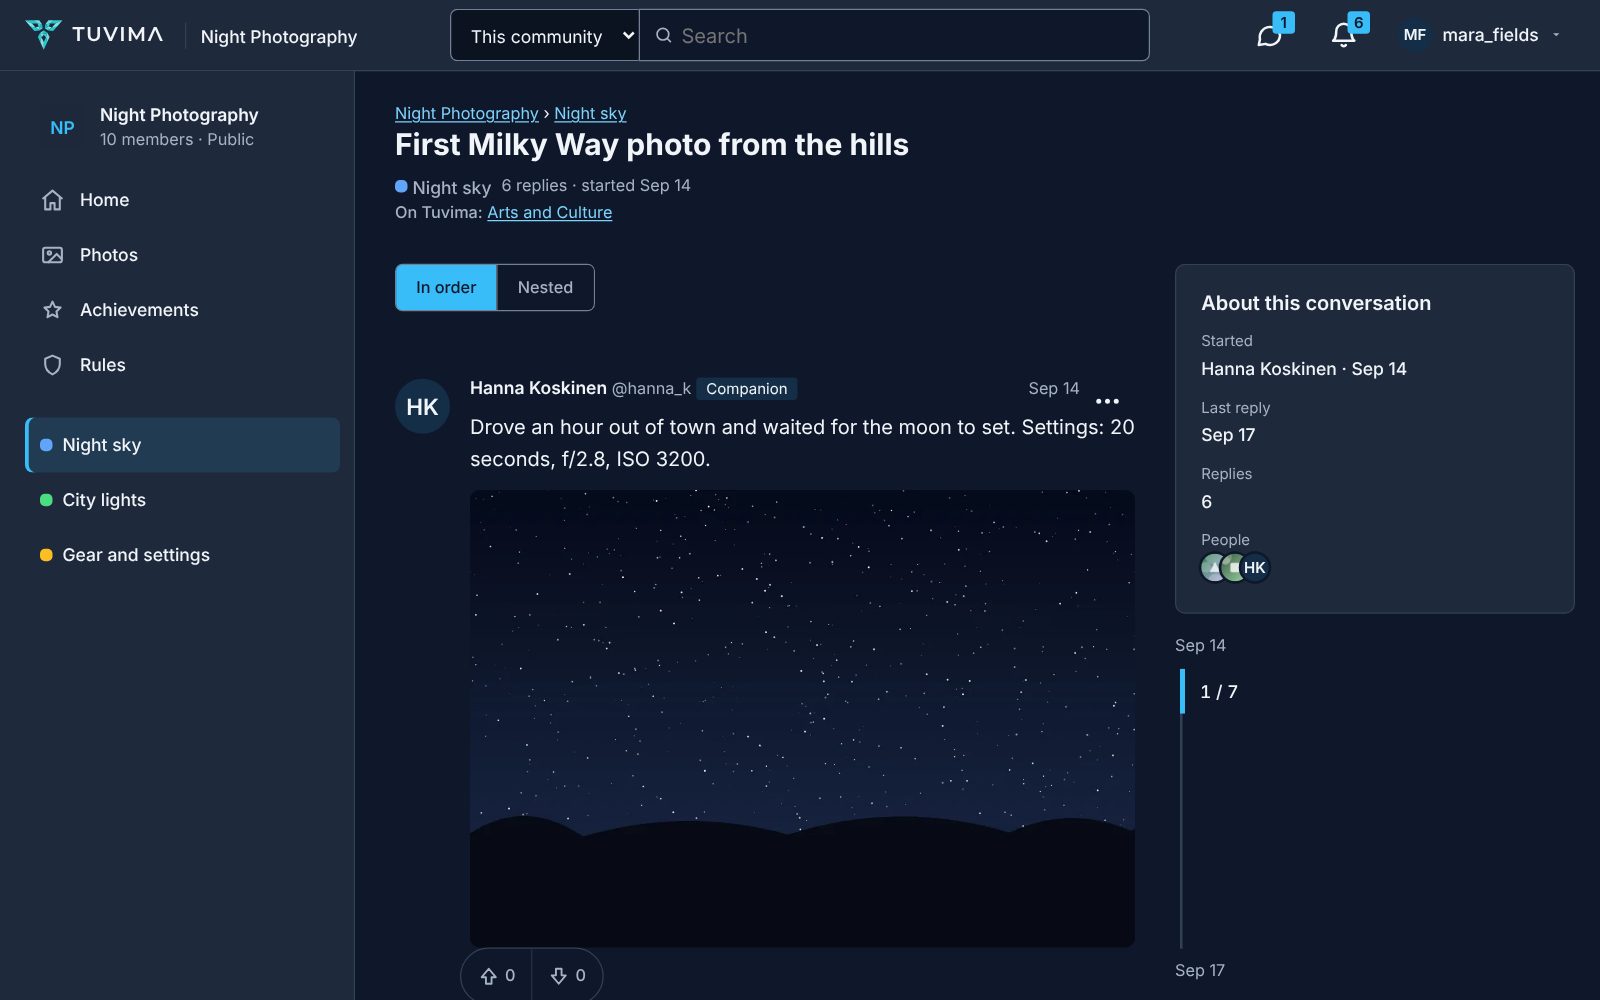 TUVIMA
Night Photography
This community
Search
1
6
MF
mara_fields
NP
Night Photography
10 members · Public
Home
Photos
Achievements
Rules
Night sky
City lights
Gear and settings
Night Photography › Night sky
First Milky Way photo from the hills
Night sky 6 replies · started Sep 14
On Tuvima: Arts and Culture
In order
Nested
HK
Hanna Koskinen @hanna_k Companion
Sep 14
Drove an hour out of town and waited for the moon to set. Settings: 20
seconds, f/2.8, ISO 3200.
0
0
About this conversation
Started
Hanna Koskinen · Sep 14
Last reply
Sep 17
Replies
6
People
HK
Sep 14
1 / 7
Sep 17